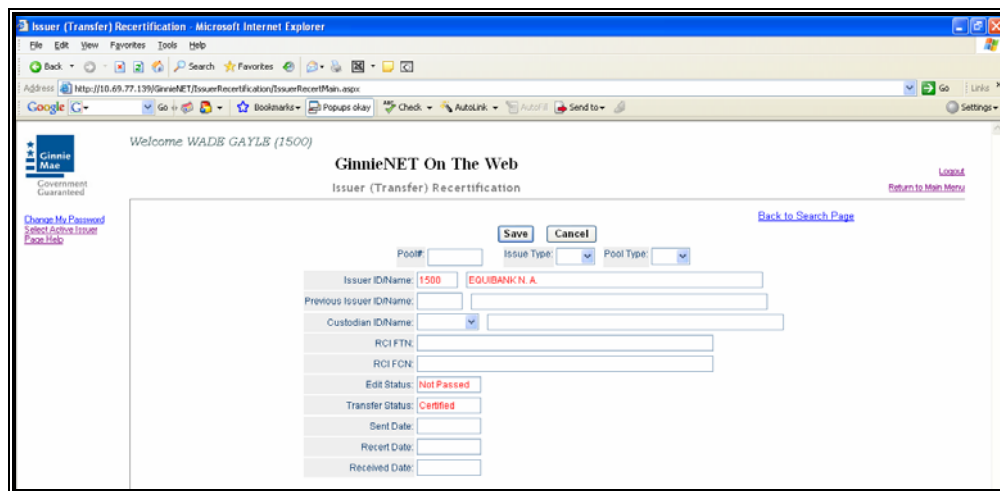 Issuer (Transfer) Recertification - Microsoft Internet Explorer
File Edit View Favorites Tools Help
Back Search Favorites
Address http://10.69.77.139/GinnieNET/IssuerRecertification/IssuerRecertMain.aspx Go Links
Google G Go Bookmarks Popups okay Check AutoLink AutoFill Send to Settings
Ginnie
Mae
Government
Guaranteed
Welcome WADE GAYLE (1500)
GinnieNET On The Web
Issuer (Transfer) Recertification
Logout
Return to Main Menu
Change My Password
Select Active Issuer
Page Help
Back to Search Page
Save Cancel
Pool#: Issue Type: Pool Type:
Issuer ID/Name: 1500 EQUIBANK N. A.
Previous Issuer ID/Name:
Custodian ID/Name:
RCI FTN:
RCI FCN:
Edit Status: Not Passed
Transfer Status: Certified
Sent Date:
Recert Date:
Received Date: